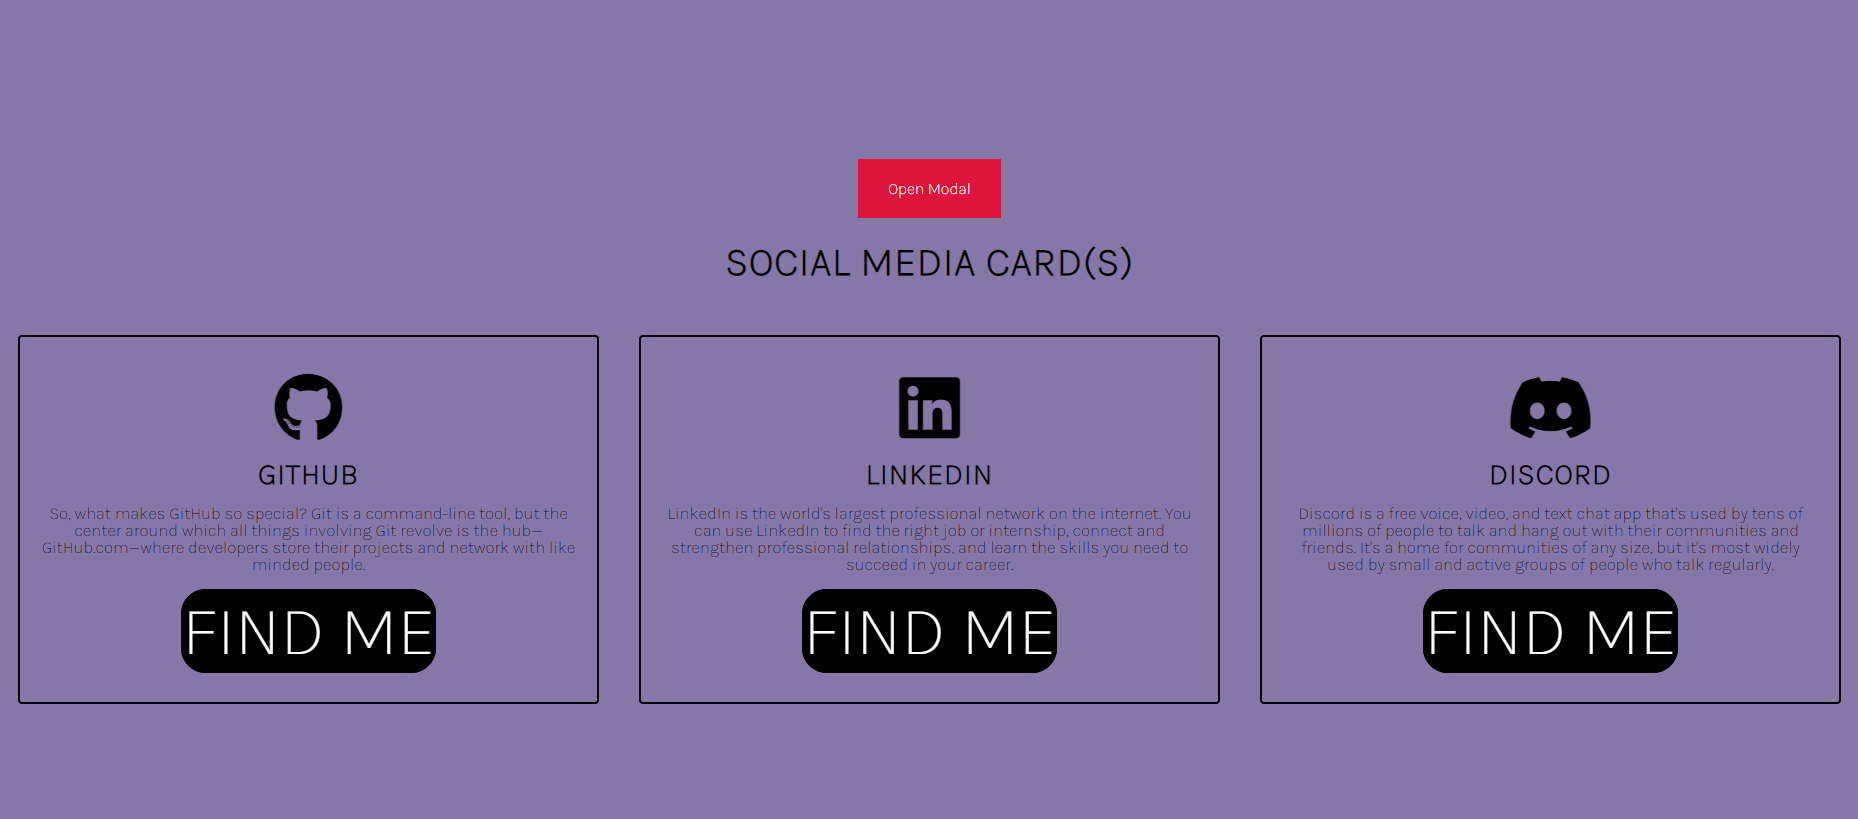 Open Modal
SOCIAL MEDIA CARD(S)
GITHUB
So, what makes GitHub so special? Git is a command-line tool, but the
center around which all things involving Git revolve is the hub—
GitHub.com—where developers store their projects and network with like
minded people.
FIND ME
in
LINKEDIN
LinkedIn is the world's largest professional network on the internet. You
can use LinkedIn to find the right job or internship, connect and
strengthen professional relationships, and learn the skills you need to
succeed in your career.
FIND ME
DISCORD
Discord is a free voice, video, and text chat app that's used by tens of
millions of people to talk and hang out with their communities and
friends. It's a home for communities of any size, but it's most widely
used by small and active groups of people who talk regularly.
FIND ME